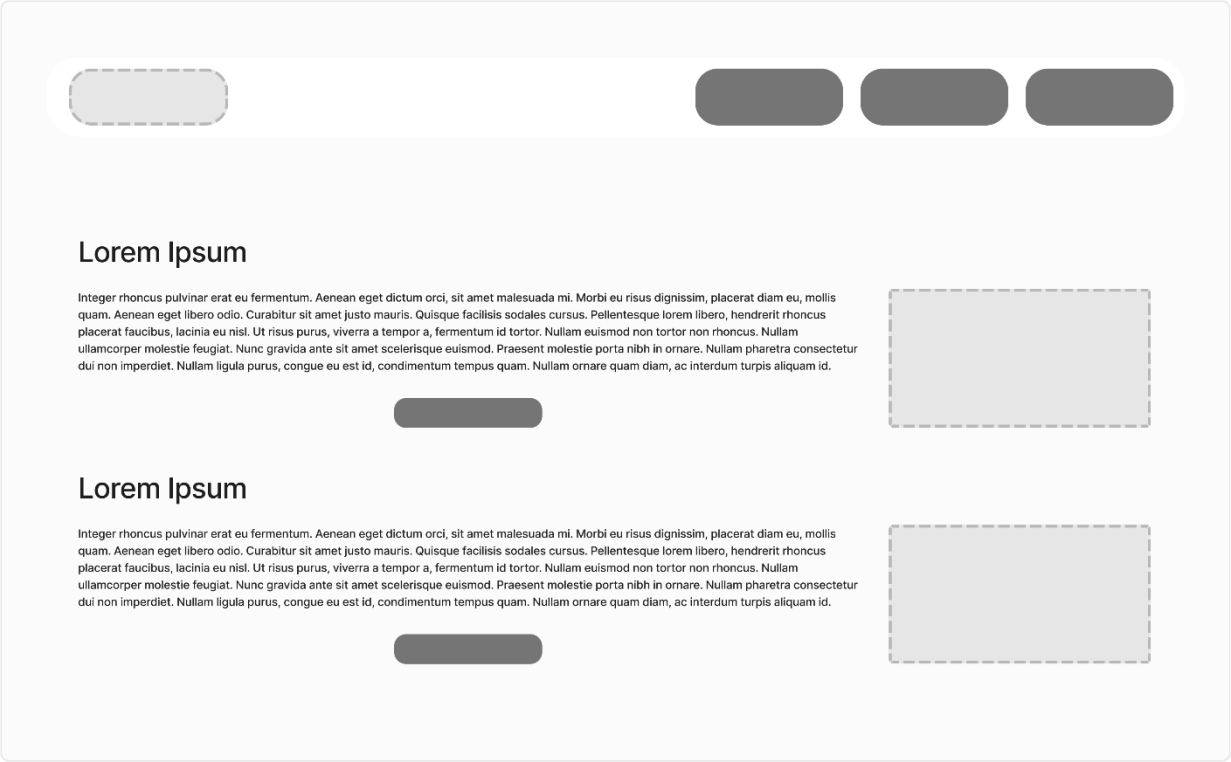 Lorem Ipsum
Integer rhoncus pulvinar erat eu fermentum. Aenean eget dictum orci, sit amet malesuada mi. Morbi eu risus dignissim, placerat diam eu, mollis
quam. Aenean eget libero odio. Curabitur sit amet justo mauris. Quisque facilisis sodales cursus. Pellentesque lorem libero, hendrerit rhoncus
placerat faucibus, lacinia eu nisl. Ut risus purus, viverra a tempor a, fermentum id tortor. Nullam euismod non tortor non rhoncus. Nullam
ullamcorper molestie feugiat. Nunc gravida ante sit amet scelerisque euismod. Praesent molestie porta nibh in ornare. Nullam pharetra consectetur
dui non imperdiet. Nullam ligula purus, congue eu est id, condimentum tempus quam. Nullam ornare quam diam, ac interdum turpis aliquam id.
Lorem Ipsum
Integer rhoncus pulvinar erat eu fermentum. Aenean eget dictum orci, sit amet malesuada mi. Morbi eu risus dignissim, placerat diam eu, mollis
quam. Aenean eget libero odio. Curabitur sit amet justo mauris. Quisque facilisis sodales cursus. Pellentesque lorem libero, hendrerit rhoncus
placerat faucibus, lacinia eu nisl. Ut risus purus, viverra a tempor a, fermentum id tortor. Nullam euismod non tortor non rhoncus. Nullam
ullamcorper molestie feugiat. Nunc gravida ante sit amet scelerisque euismod. Praesent molestie porta nibh in ornare. Nullam pharetra consectetur
dui non imperdiet. Nullam ligula purus, congue eu est id, condimentum tempus quam. Nullam ornare quam diam, ac interdum turpis aliquam id.